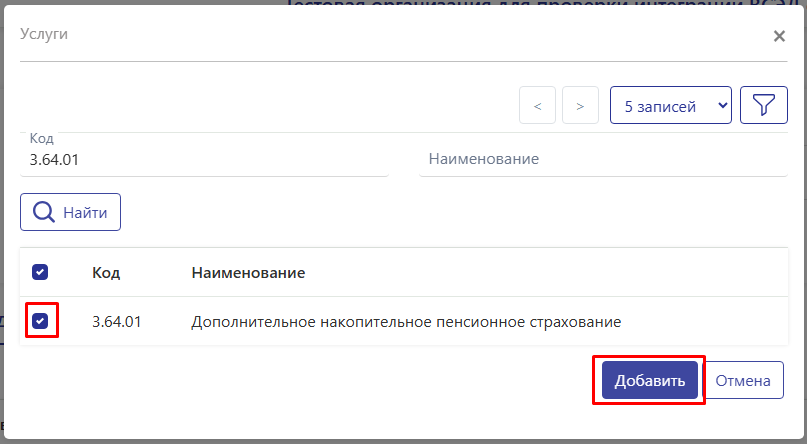 Тестовая организация для проверки интеграции ВСЭД
Услуги
×
< > 5 записей
Код
3.64.01
Наименование
Найти
Код Наименование
3.64.01 Дополнительное накопительное пенсионное страхование
Добавить Отмена